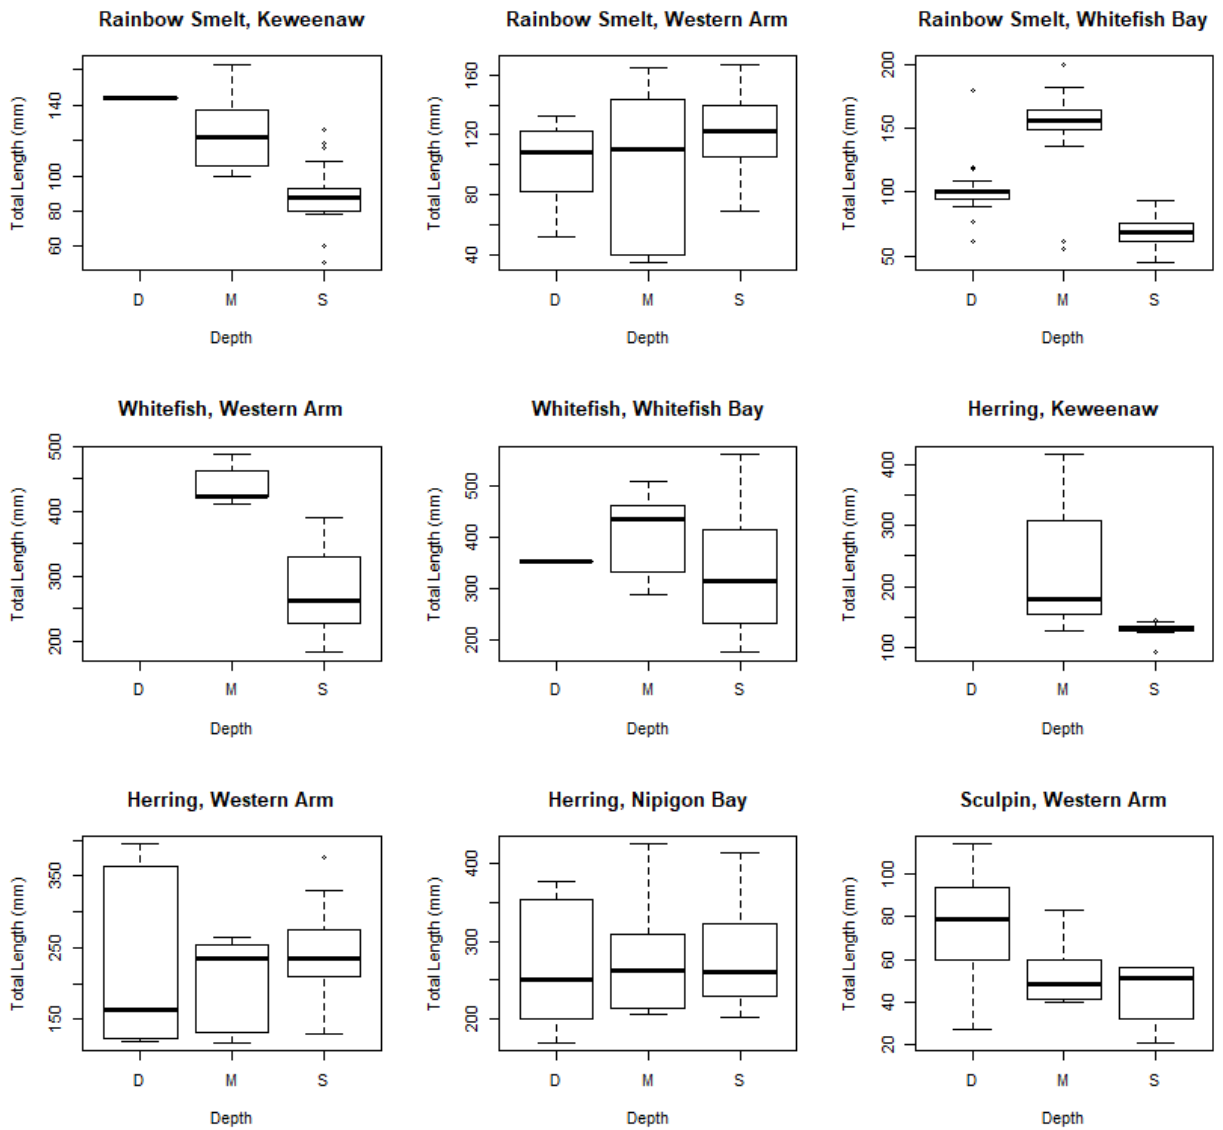 Rainbow Smelt, Keweenaw
Total Length (mm)
60 80 100 140
D M S
Depth
Rainbow Smelt, Western Arm
Total Length (mm)
40 80 120 160
D M S
Depth
Rainbow Smelt, Whitefish Bay
Total Length (mm)
50 100 150 200
D M S
Depth
Whitefish, Western Arm
Total Length (mm)
200 300 400 500
D M S
Depth
Whitefish, Whitefish Bay
Total Length (mm)
200 300 400 500
D M S
Depth
Herring, Keweenaw
Total Length (mm)
100 200 300 400
D M S
Depth
Herring, Western Arm
Total Length (mm)
150 250 350
D M S
Depth
Herring, Nipigon Bay
Total Length (mm)
200 300 400
D M S
Depth
Sculpin, Western Arm
Total Length (mm)
20 40 60 80 100
D M S
Depth